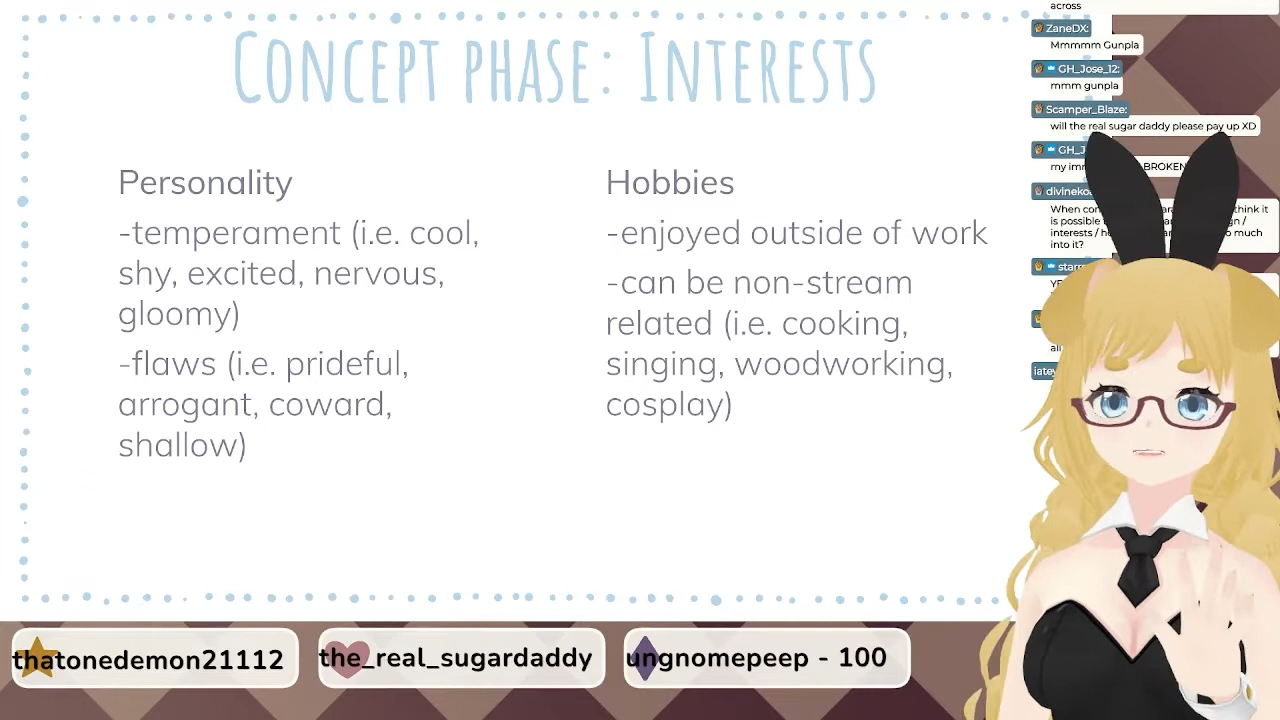 CONCEPT PHASE: INTERESTS
Personality
-temperament (i.e. cool,
shy, excited, nervous,
gloomy)
-flaws (i.e. prideful,
arrogant, coward,
shallow)
Hobbies
-enjoyed outside of work
-can be non-stream
related (i.e. cooking,
singing, woodworking,
cosplay)
across
ZaneDX:
Mmmmm Gunpla
GH_Jose_12:
mmm gunpla
Scamper_Blaze:
will the real sugar daddy please pay up XD
my BROKEN
When think it
is possible
interests / much
into it?
thatonedemon21112
the_real_sugardaddy
ungnomepeep - 100